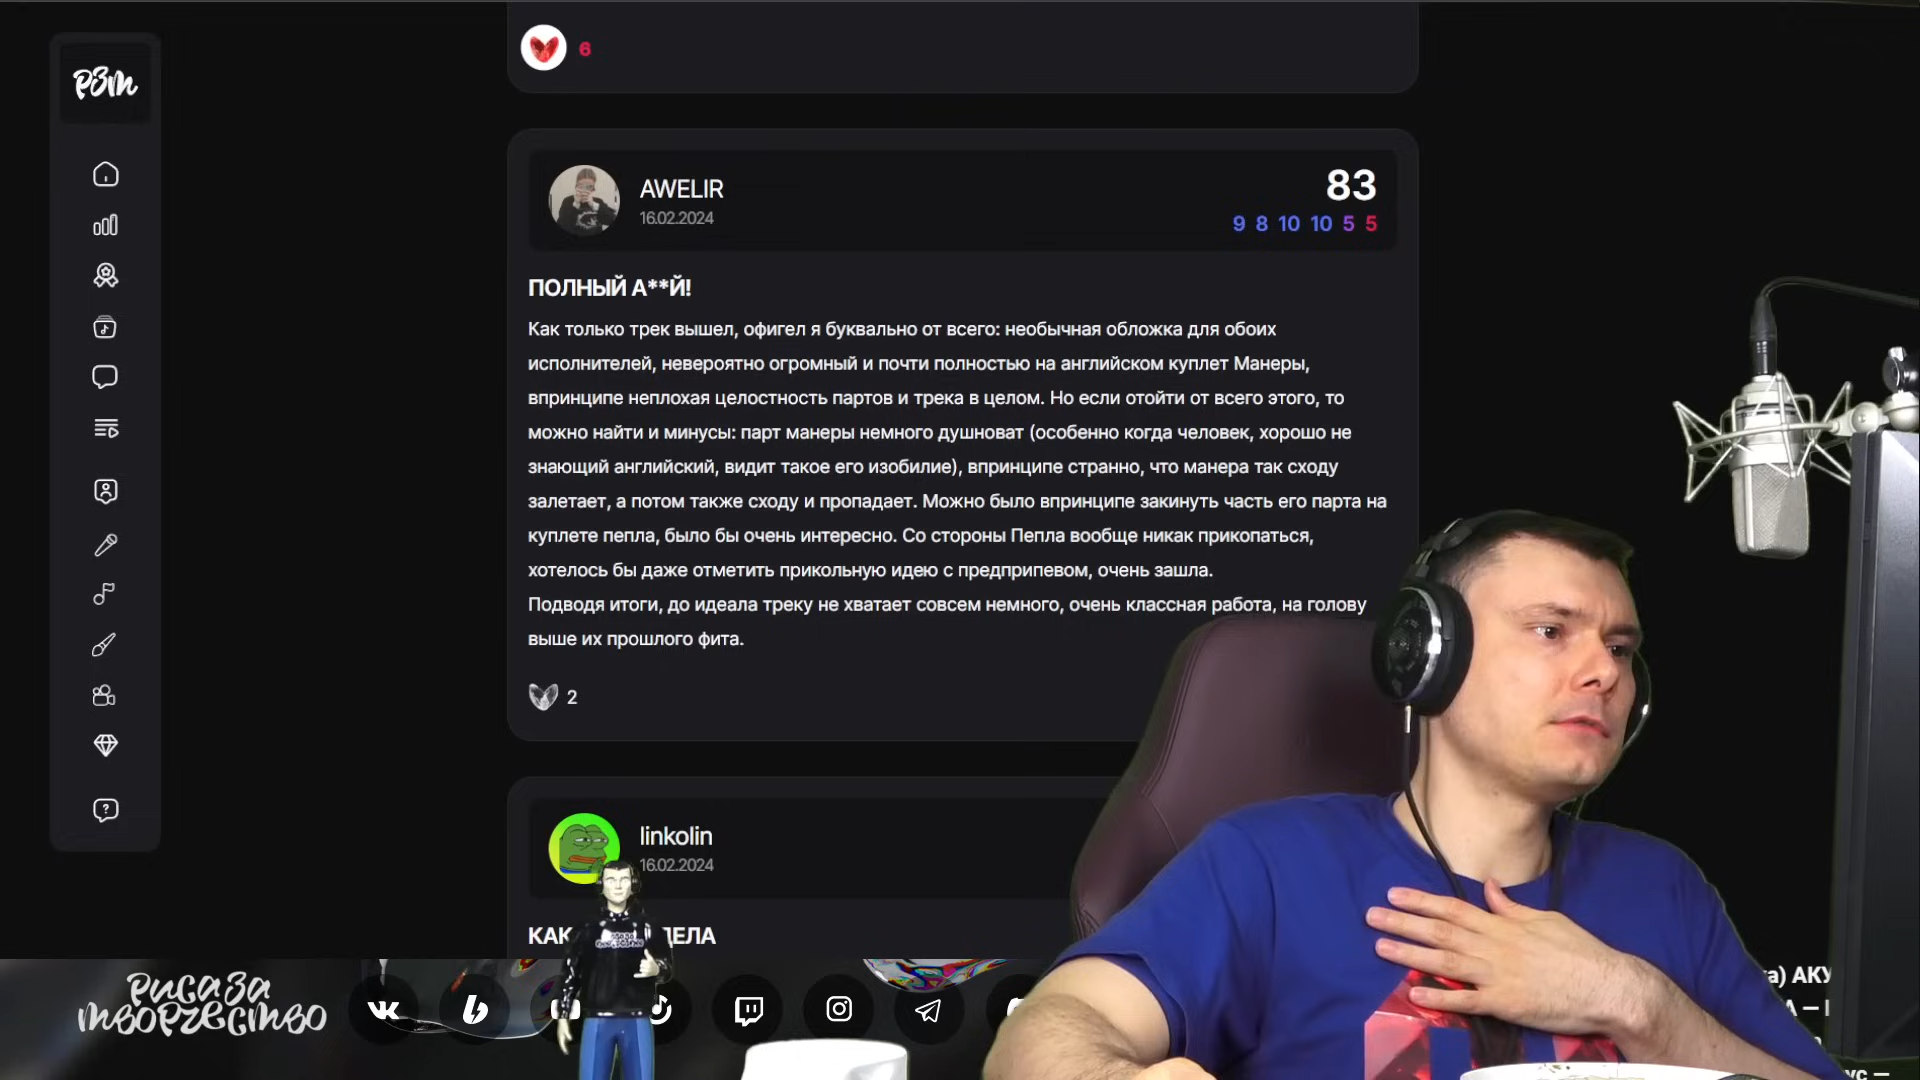 РЗТ
6
AWELIR
16.02.2024
83
9 8 10 10 5 5
ПОЛНЫЙ А**Й!
Как только трек вышел, офигел я буквально от всего: необычная обложка для обоих
исполнителей, невероятно огромный и почти полностью на английском куплет Манеры,
впринципе неплохая целостность партов и трека в целом. Но если отойти от всего этого, то
можно найти и минусы: парт манеры немного душноват (особенно когда человек, хорошо не
знающий английский, видит такое его изобилие), впринципе странно, что манера так сходу
залетает, а потом также сходу и пропадает. Можно было впринципе закинуть часть его парта на
куплете пепла, было бы очень интересно. Со стороны Пепла вообще никак прикопаться,
хотелось бы даже отметить прикольную идею с предприпевом, очень зашла.
Подводя итоги, до идеала треку не хватает совсем немного, очень классная работа, на голову
выше их прошлого фита.
2
linkolin
16.02.2024
КАК ДЕЛА
риса за
творчество
а) АКУ